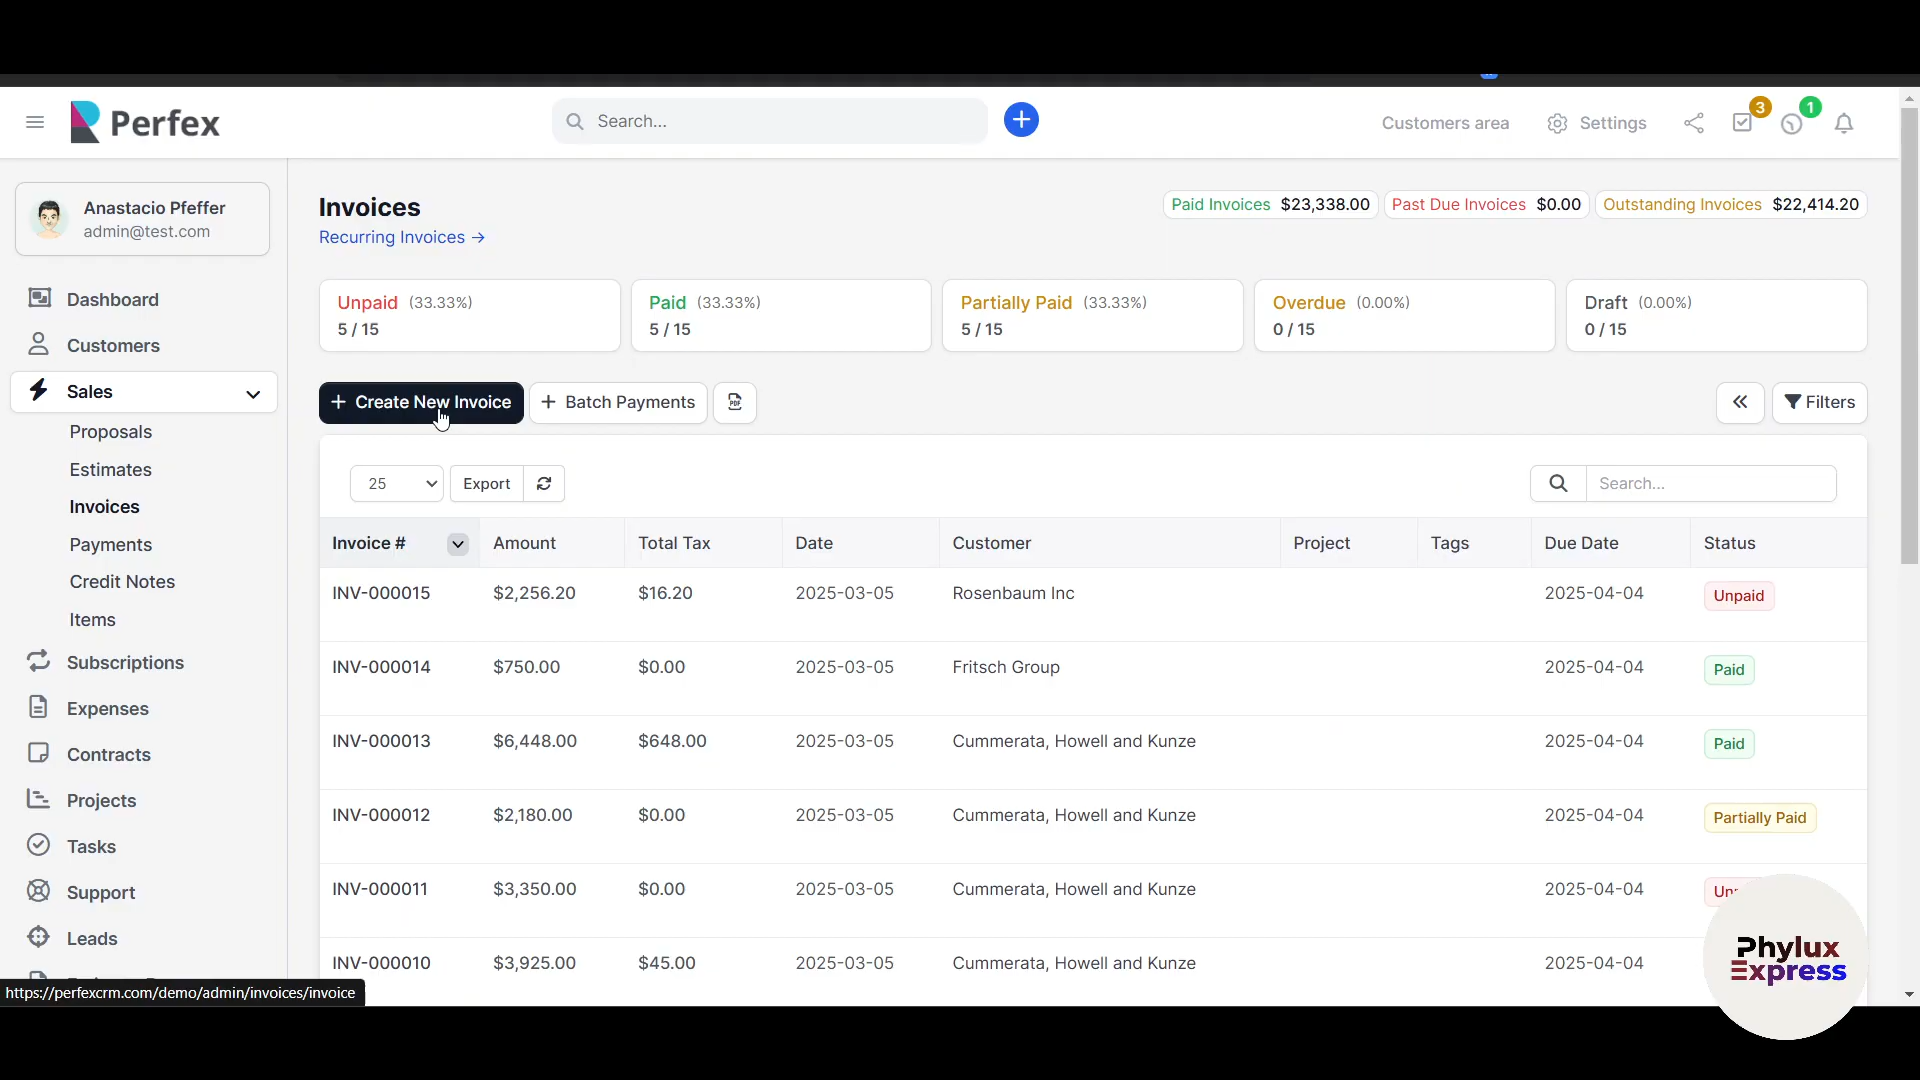 Perfex
Search...
Customers area
Settings
3
1
Anastacio Pfeffer
admin@test.com
Dashboard
Customers
Sales
Proposals
Estimates
Invoices
Payments
Credit Notes
Items
Subscriptions
Expenses
Contracts
Projects
Tasks
Support
Leads
https://perfexcrm.com/demo/admin/invoices/invoice
Invoices
Recurring Invoices →
Paid Invoices $23,338.00
Past Due Invoices $0.00
Outstanding Invoices $22,414.20
Unpaid (33.33%)
5 / 15
Paid (33.33%)
5 / 15
Partially Paid (33.33%)
5 / 15
Overdue (0.00%)
0 / 15
Draft (0.00%)
0 / 15
+ Create New Invoice
+ Batch Payments
PDF
Filters
25
Export
Search...
Invoice # Amount Total Tax Date Customer Project Tags Due Date Status
INV-000015 $2,256.20 $16.20 2025-03-05 Rosenbaum Inc 2025-04-04 Unpaid
INV-000014 $750.00 $0.00 2025-03-05 Fritsch Group 2025-04-04 Paid
INV-000013 $6,448.00 $648.00 2025-03-05 Cummerata, Howell and Kunze 2025-04-04 Paid
INV-000012 $2,180.00 $0.00 2025-03-05 Cummerata, Howell and Kunze 2025-04-04 Partially Paid
INV-000011 $3,350.00 $0.00 2025-03-05 Cummerata, Howell and Kunze 2025-04-04
INV-000010 $3,925.00 $45.00 2025-03-05 Cummerata, Howell and Kunze 2025-04-04
Phylux
Express